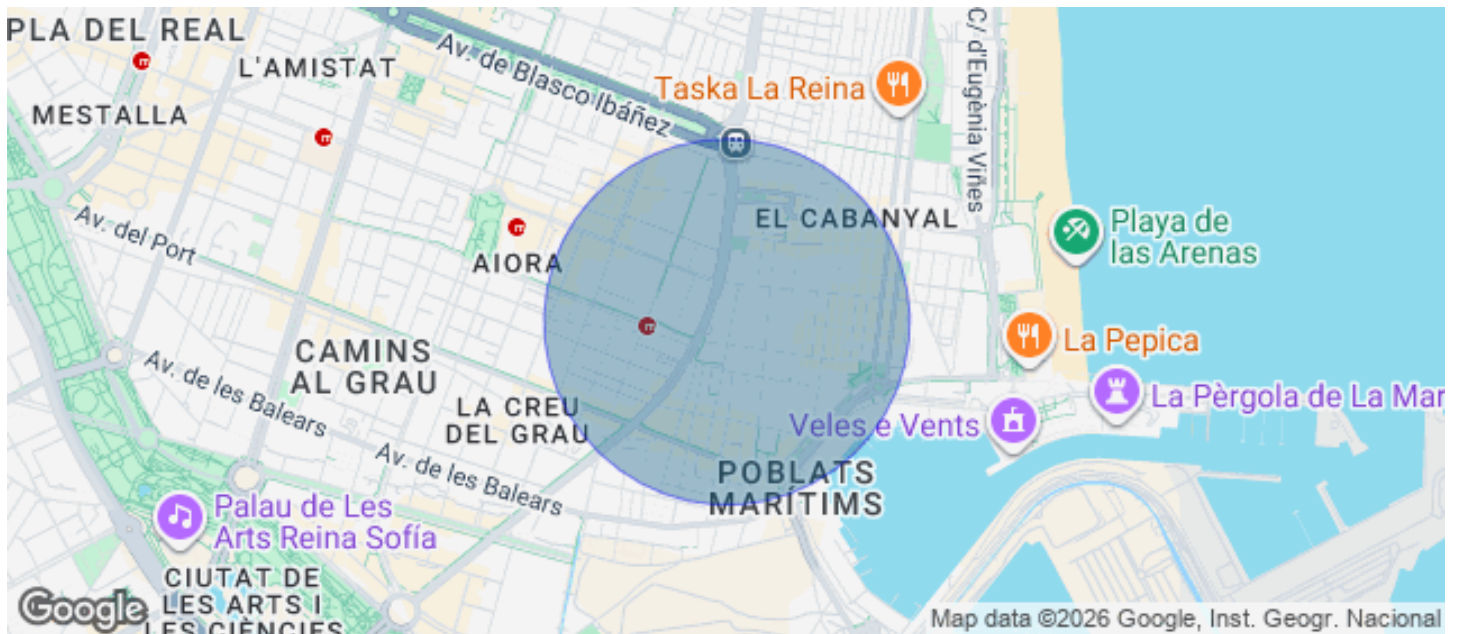 PLA DEL REAL
L'AMISTAT
Av. de Blasco Ibáñez
Taska La Reina
C/ d'Eugènia Viñes
MESTALLA
Av. del Port
AIORA
EL CABANYAL
Playa de
las Arenas
CAMINS
AL GRAU
La Pepica
Av. de les Balears
LA CREU
DEL GRAU
La Pèrgola de La Mar
Veles e Vents
Av. de les Balears
POBLATS
MARÍTIMS
Palau de Les
Arts Reina Sofía
CIUTAT DE
LES ARTS I
LES CIÈNCIES
Google
Map data ©2026 Google, Inst. Geogr. Nacional